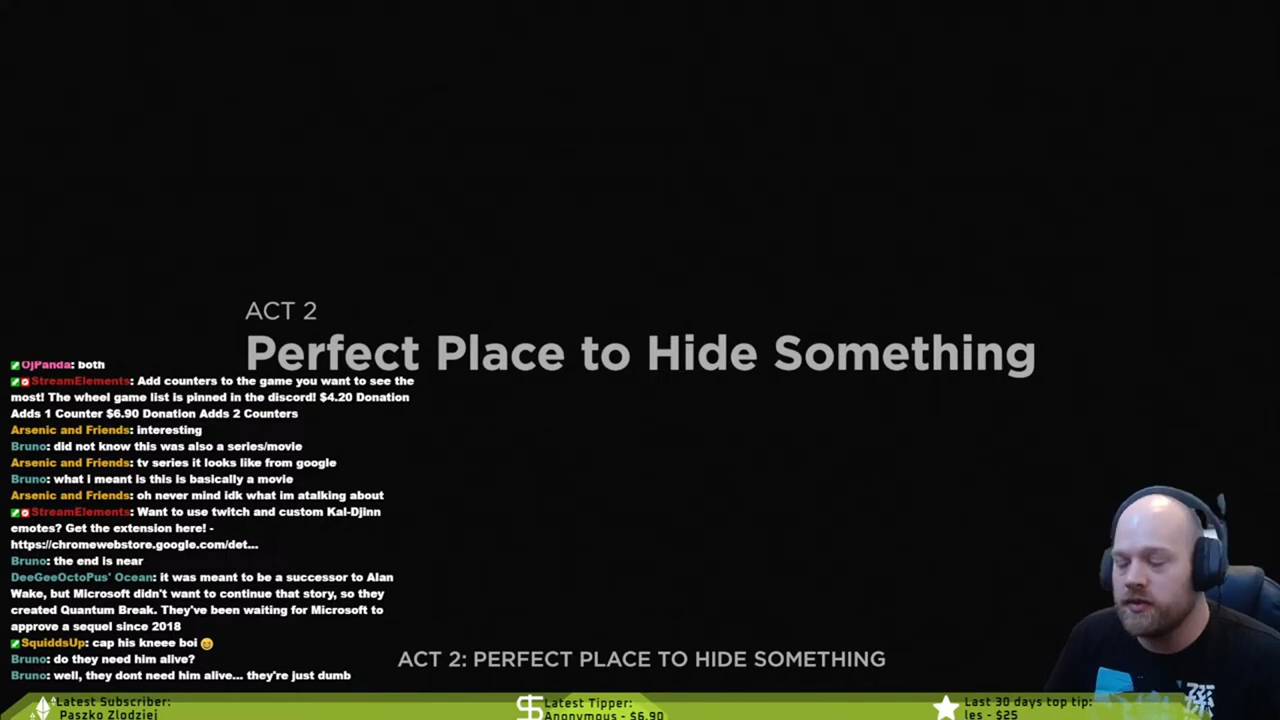 ACT 2
Perfect Place to Hide Something
OjPanda: both
StreamElements: Add counters to the game you want to see the
most! The wheel game list is pinned in the discord! $4.20 Donation
Adds 1 Counter $6.90 Donation Adds 2 Counters
Arsenic and Friends: interesting
Bruno: did not know this was also a series/movie
Arsenic and Friends: tv series it looks like from google
Bruno: what i meant is this is basically a movie
Arsenic and Friends: oh never mind idk what im atalking about
StreamElements: Want to use twitch and custom Kal-Djinn
emotes? Get the extension here! -
https://chromewebstore.google.com/det...
Bruno: the end is near
DeeGeeOctoPus' Ocean: it was meant to be a successor to Alan
Wake, but Microsoft didn't want to continue that story, so they
created Quantum Break. They've been waiting for Microsoft to
approve a sequel since 2018
SquiddsUp: cap his kneee boi
Bruno: do they need him alive?
Bruno: well, they dont need him alive... they're just dumb
ACT 2: PERFECT PLACE TO HIDE SOMETHING
孫
Latest Subscriber:
Paszko Zlodziej
Latest Tipper:
Anonymous - $6.90
Last 30 days top tip:
les - $25